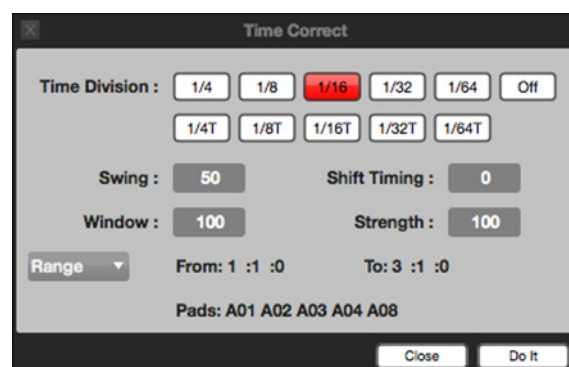 X Time Correct
Time Division : 1/4 1/8 1/16 1/32 1/64 Off
1/4T 1/8T 1/16T 1/32T 1/64T
Swing : 50 Shift Timing : 0
Window : 100 Strength : 100
Range From: 1 :1 :0 To: 3 :1 :0
Pads: A01 A02 A03 A04 A08
Close Do It